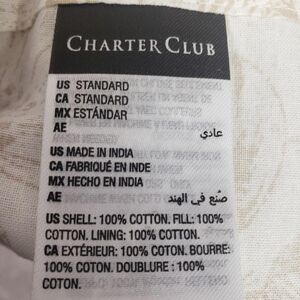 CHARTER CLUB
US STANDARD
CA STANDARD
MX ESTÁNDAR
AE عادي
US MADE IN INDIA
CA FABRIQUÉ EN INDE
MX HECHO EN INDIA
AE صُنع في الهند
US SHELL: 100% COTTON. FILL: 100%
COTTON, LINING: 100% COTTON.
CA EXTÉRIEUR: 100% COTON. BOURRE:
100% COTON. DOUBLURE : 100%
COTON.